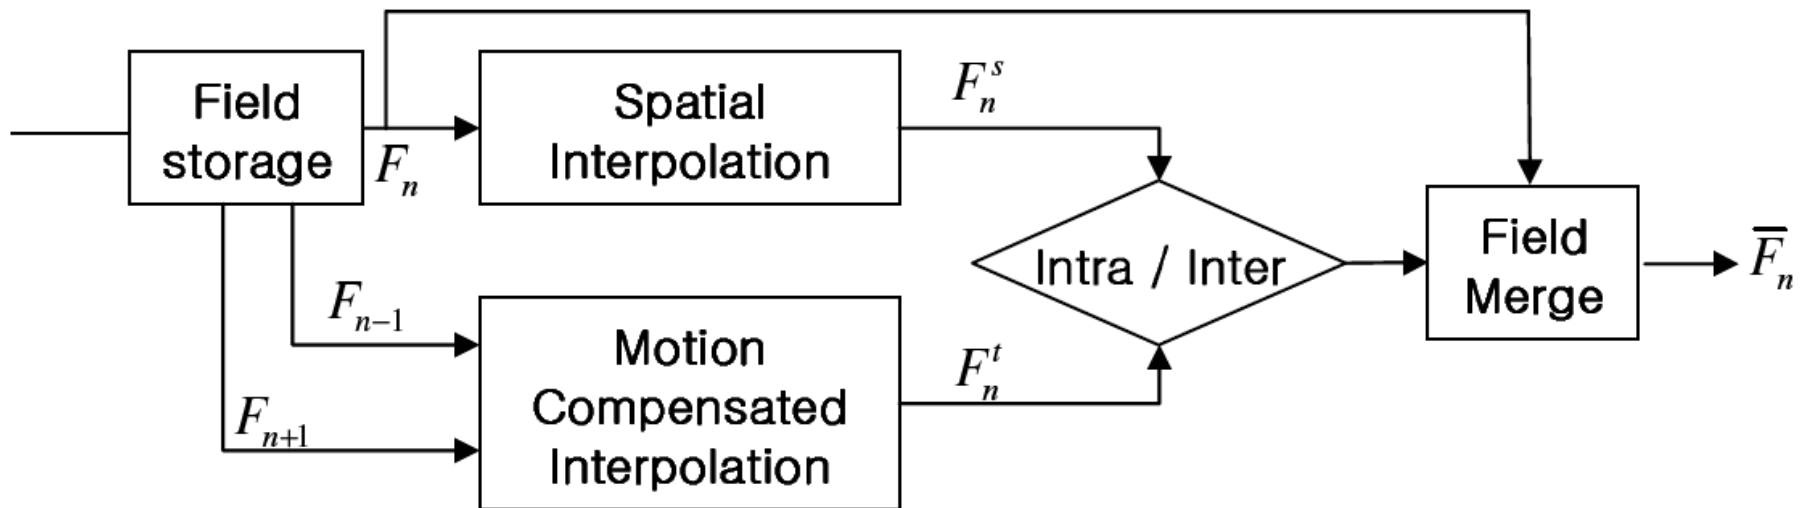 Field
storage
F_n
Spatial
Interpolation
F_n^s
F_{n-1}
F_{n+1}
Motion
Compensated
Interpolation
F_n^t
Intra / Inter
Field
Merge
F̅_n